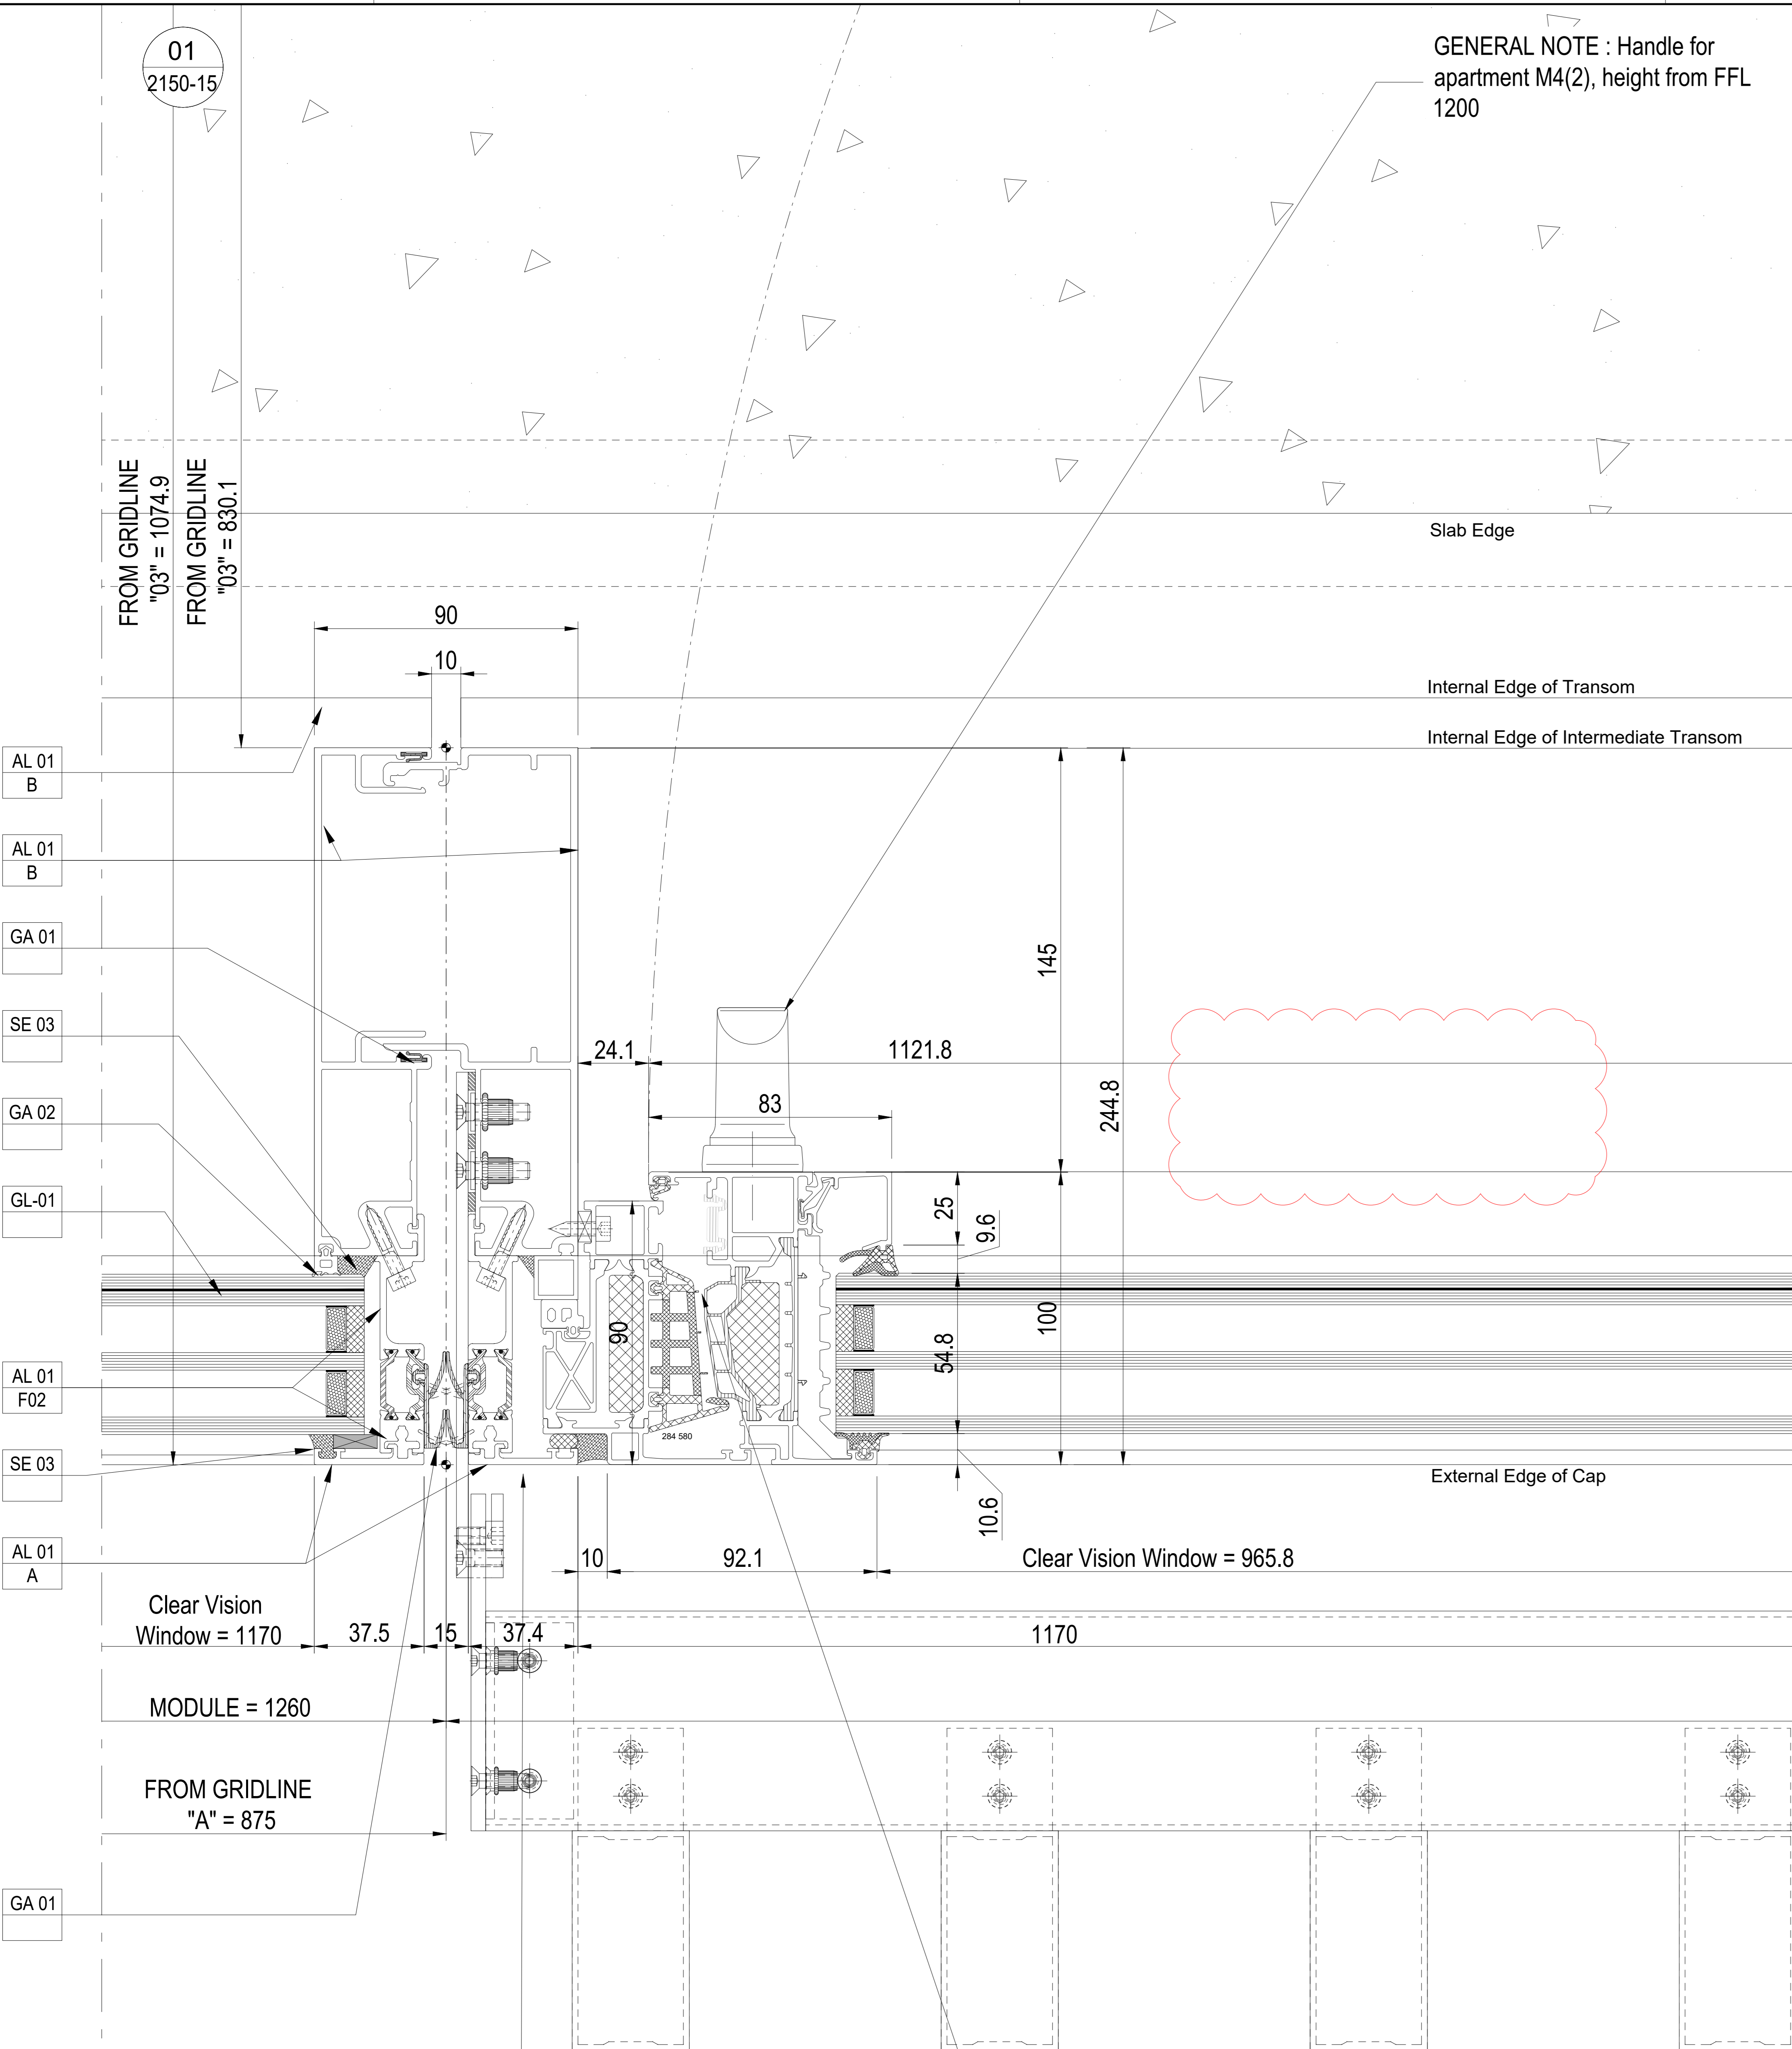 01
2150-15
GENERAL NOTE : Handle for
apartment M4(2), height from FFL
1200
FROM GRIDLINE
"03" = 1074.9
FROM GRIDLINE
"03" = 830.1
Slab Edge
90
10
Internal Edge of Transom
Internal Edge of Intermediate Transom
AL 01
B
AL 01
B
GA 01
SE 03
GA 02
GL-01
AL 01
F02
SE 03
AL 01
A
145
24.1
1121.8
244.8
83
25
9.6
90
100
54.8
284 580
External Edge of Cap
10.6
10
92.1
Clear Vision Window = 965.8
Clear Vision
Window = 1170
37.5
15
37.4
1170
MODULE = 1260
FROM GRIDLINE
"A" = 875
GA 01